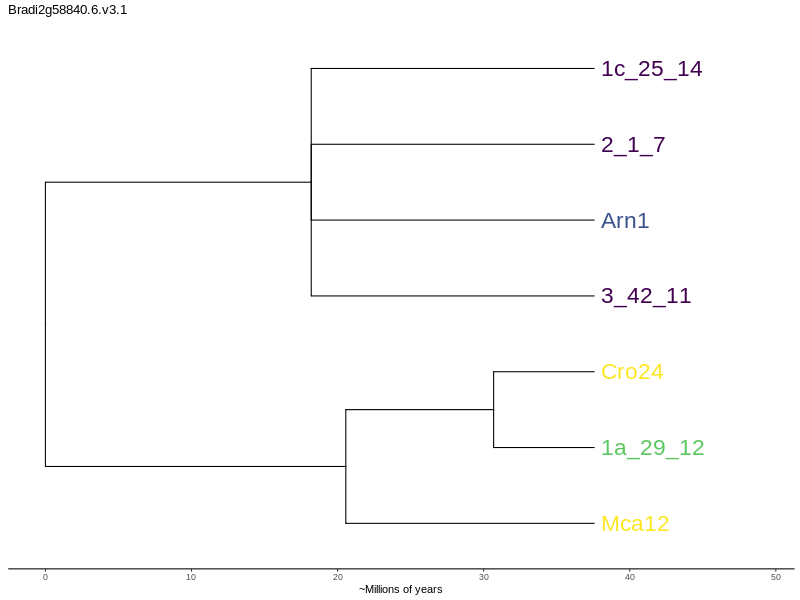 Bradi2g58840.6.v3.1
1c_25_14
2_1_7
Arn1
3_42_11
Cro24
1a_29_12
Mca12
0 10 20 30 40 50
~Millions of years